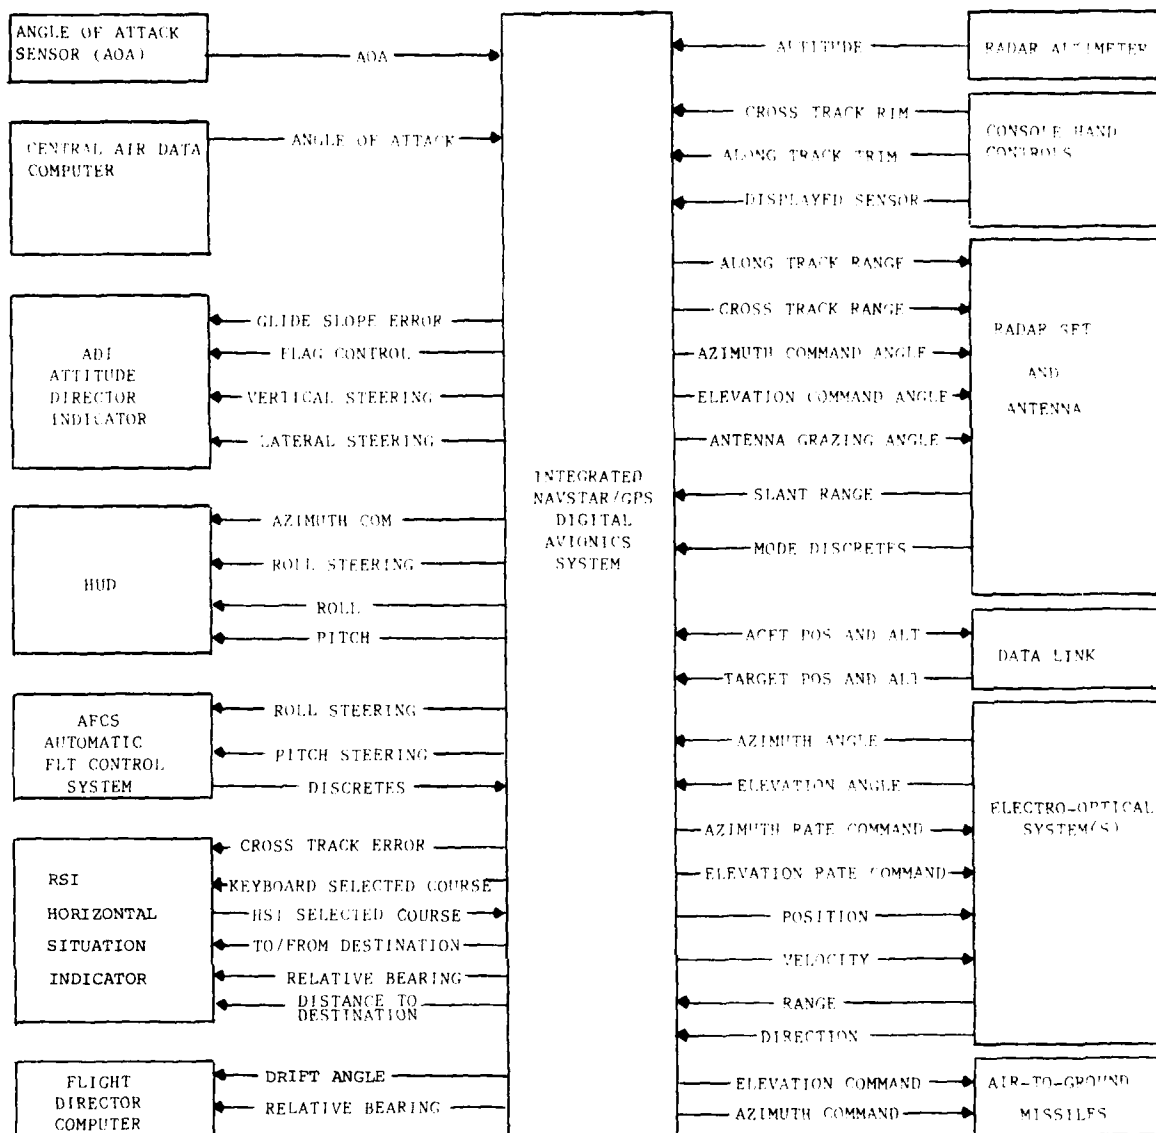 ANGLE OF ATTACK
SENSOR (AOA)
AOA
CENTRAL AIR DATA
COMPUTER
ANGLE OF ATTACK
ADI
ATTITUDE
DIRECTOR
INDICATOR
GLIDE SLOPE ERROR
FLAG CONTROL
VERTICAL STEERING
LATERAL STEERING
HUD
AZIMUTH COM
ROLL STEERING
ROLL
PITCH
AFCS
AUTOMATIC
FLT CONTROL
SYSTEM
ROLL STEERING
PITCH STEERING
DISCRETES
RSI
HORIZONTAL
SITUATION
INDICATOR
CROSS TRACK ERROR
KEYBOARD SELECTED COURSE
HSI SELECTED COURSE
TO/FROM DESTINATION
RELATIVE BEARING
DISTANCE TO
DESTINATION
FLIGHT
DIRECTOR
COMPUTER
DRIFT ANGLE
RELATIVE BEARING
INTEGRATED
NAVSTAR/GPS
DIGITAL
AVIONICS
SYSTEM
ALTITUDE
RADAR ALTIMETER
CROSS TRACK RIM
ALONG TRACK TRIM
DISPLAYED SENSOR
CONSOLE HAND
CONTROLS
ALONG TRACK RANGE
CROSS TRACK RANGE
AZIMUTH COMMAND ANGLE
ELEVATION COMMAND ANGLE
ANTENNA GRAZING ANGLE
SLANT RANGE
MODE DISCRETES
RADAR SET
AND
ANTENNA
ACFT POS AND ALT
TARGET POS AND ALT
DATA LINK
AZIMUTH ANGLE
ELEVATION ANGLE
AZIMUTH RATE COMMAND
ELEVATION RATE COMMAND
POSITION
VELOCITY
RANGE
DIRECTION
ELECTRO-OPTICAL
SYSTEM(S)
ELEVATION COMMAND
AZIMUTH COMMAND
AIR-TO-GROUND
MISSILES